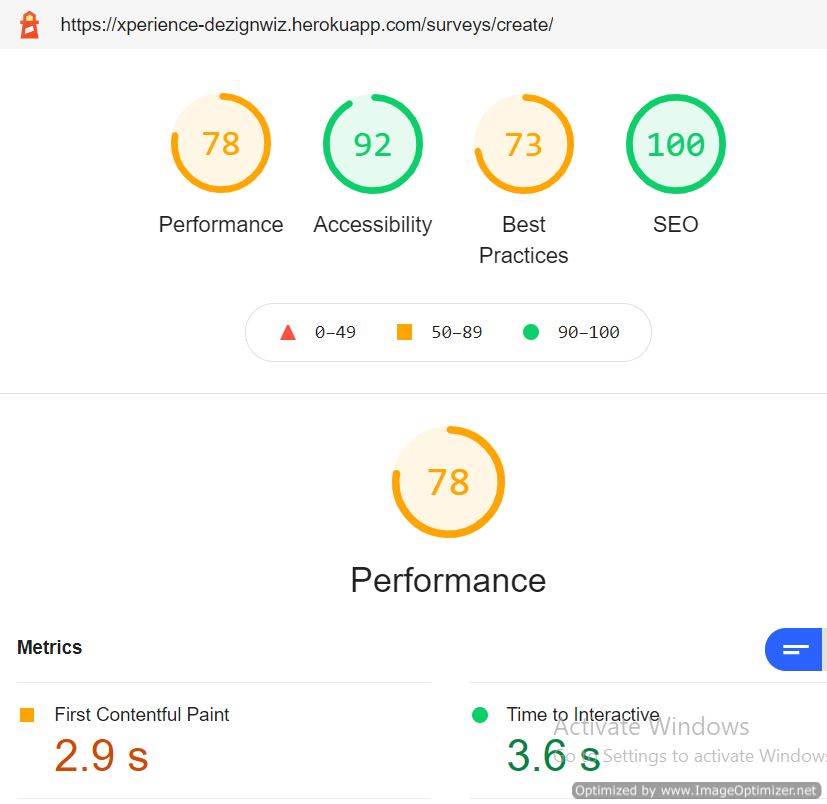 https://xperience-dezignwiz.herokuapp.com/surveys/create/
78 92 73 100
Performance Accessibility Best Practices SEO
0–49 50–89 90–100
78
Performance
Metrics
First Contentful Paint
2.9 s
Time to Interactive
3.6 s
Activate Windows
Go to Settings to activate Windows
Optimized by www.ImageOptimizer.net